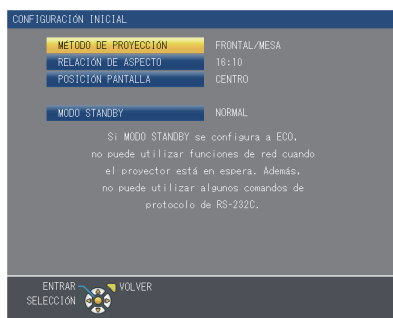 CONFIGURACIÓN INICIAL
MÉTODO DE PROYECCIÓN FRONTAL/MESA
RELACIÓN DE ASPECTO 16:10
POSICIÓN PANTALLA CENTRO
MODO STANDBY NORMAL
Si MODO STANDBY se configura a ECO,
no puede utilizar funciones de red cuando
el proyector está en espera. Además,
no puede utilizar algunos comandos de
protocolo de RS-232C.
ENTRAR VOLVER
SELECCIÓN